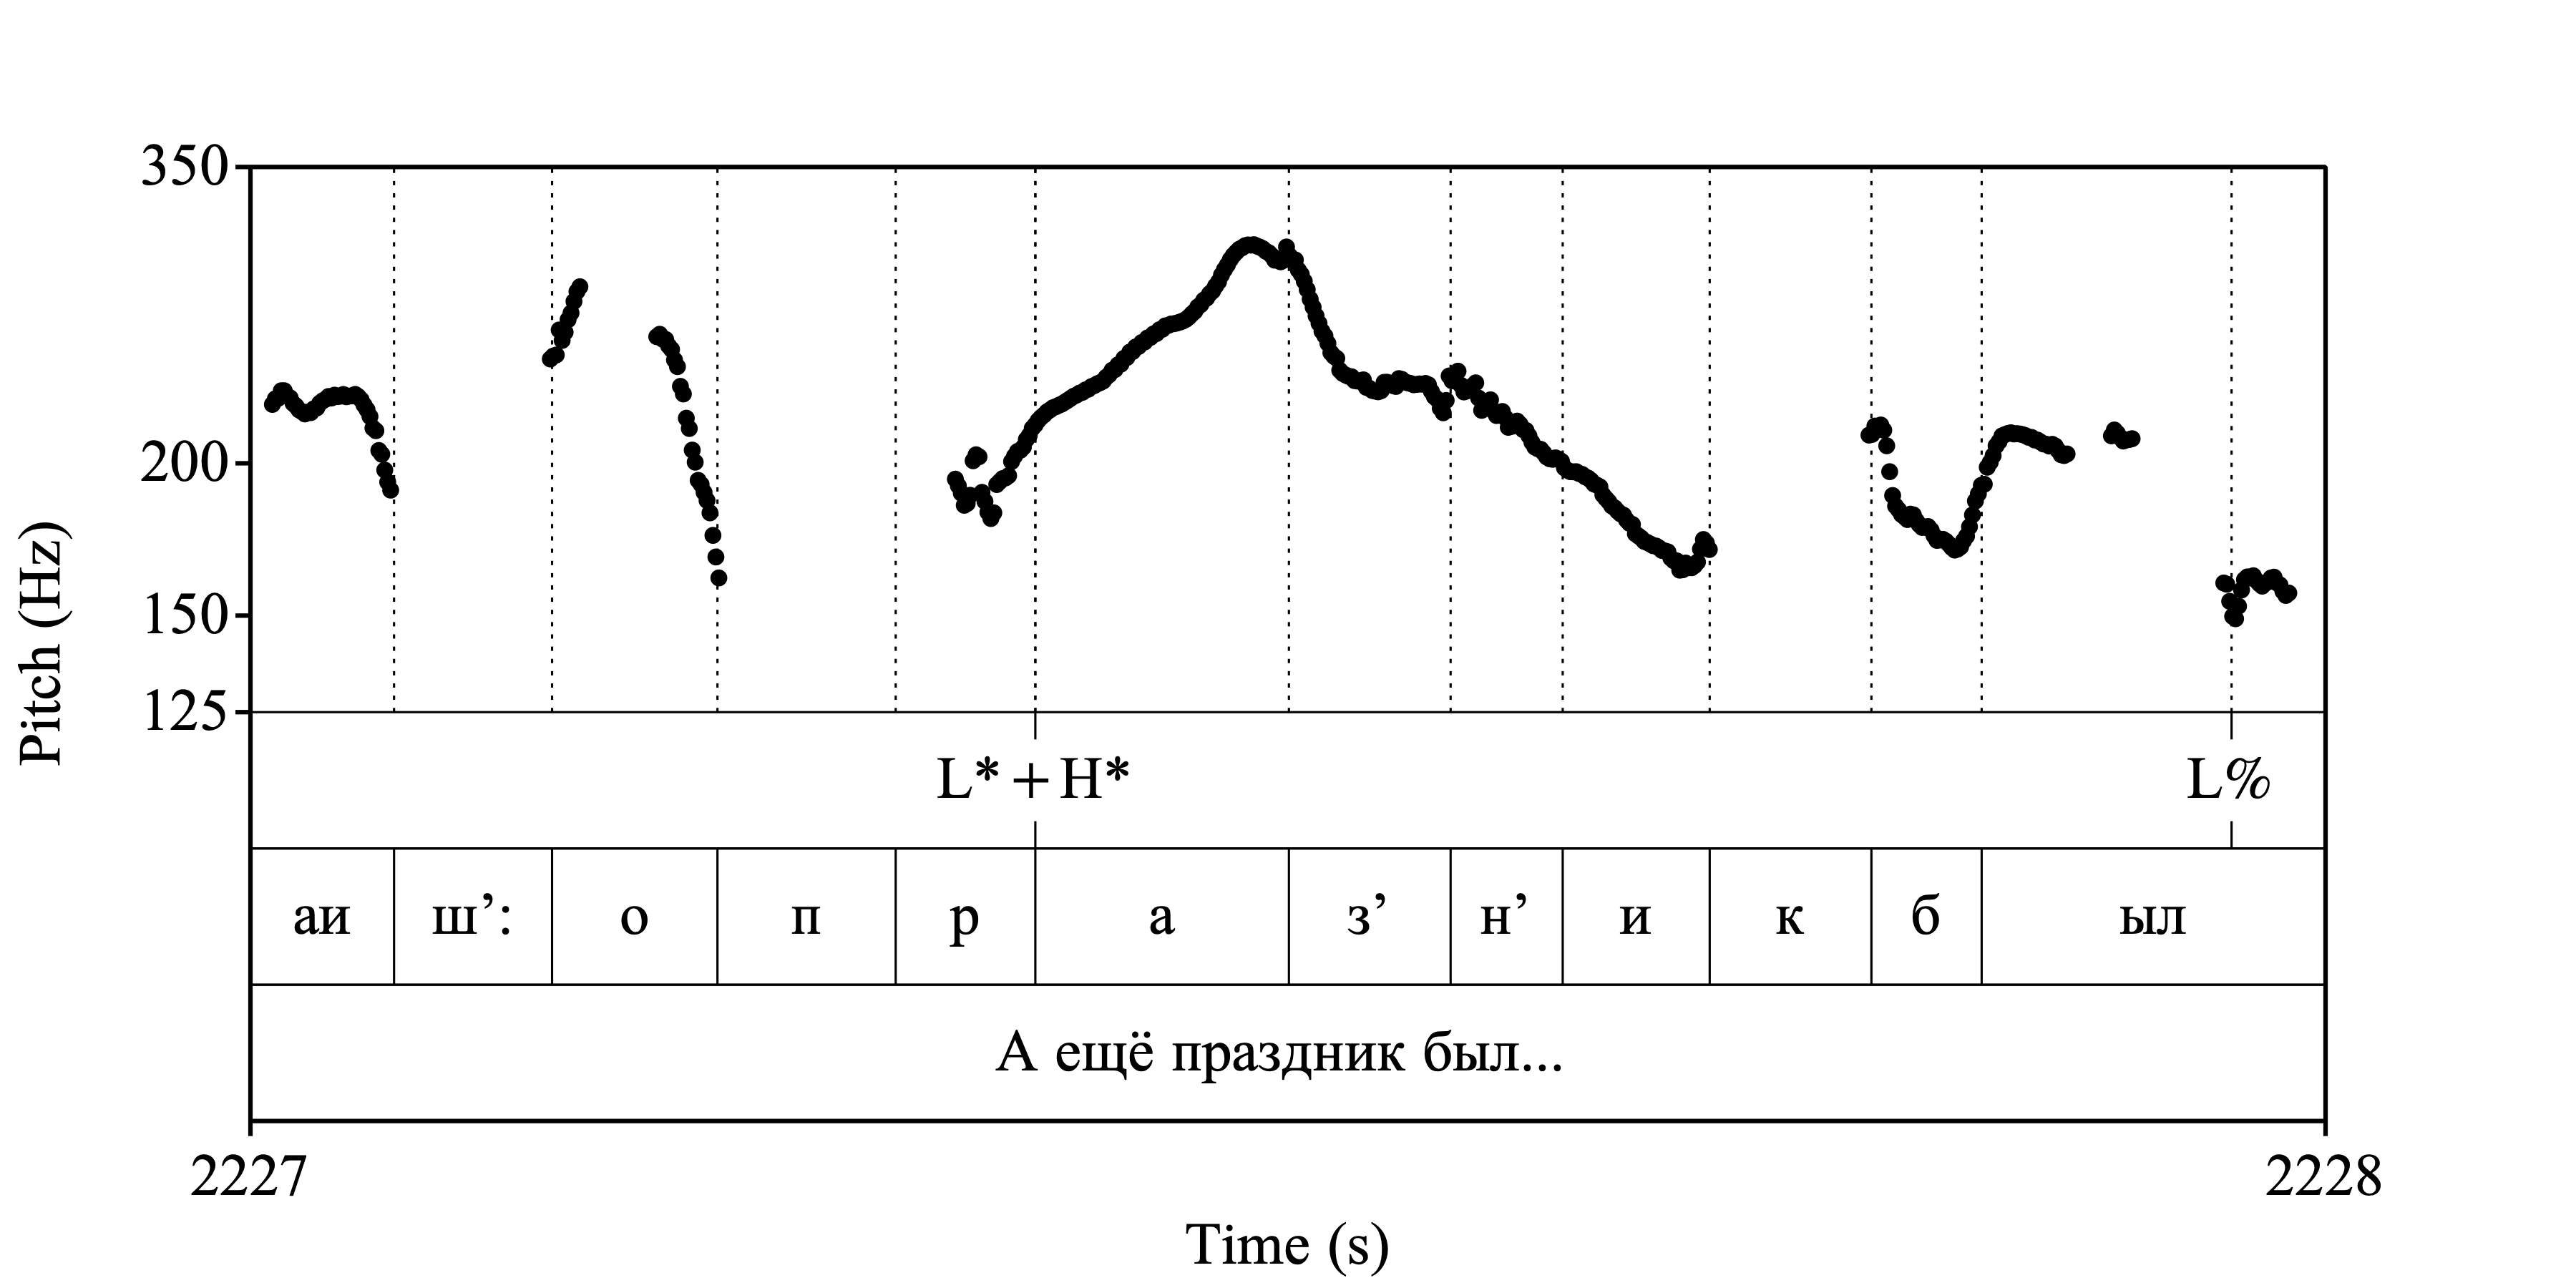 350
200
150
125
Pitch (Hz)
L* + H* L%
аи ш’: о п р а з’ н’ и к б ыл
А ещё праздник был...
2227 2228
Time (s)